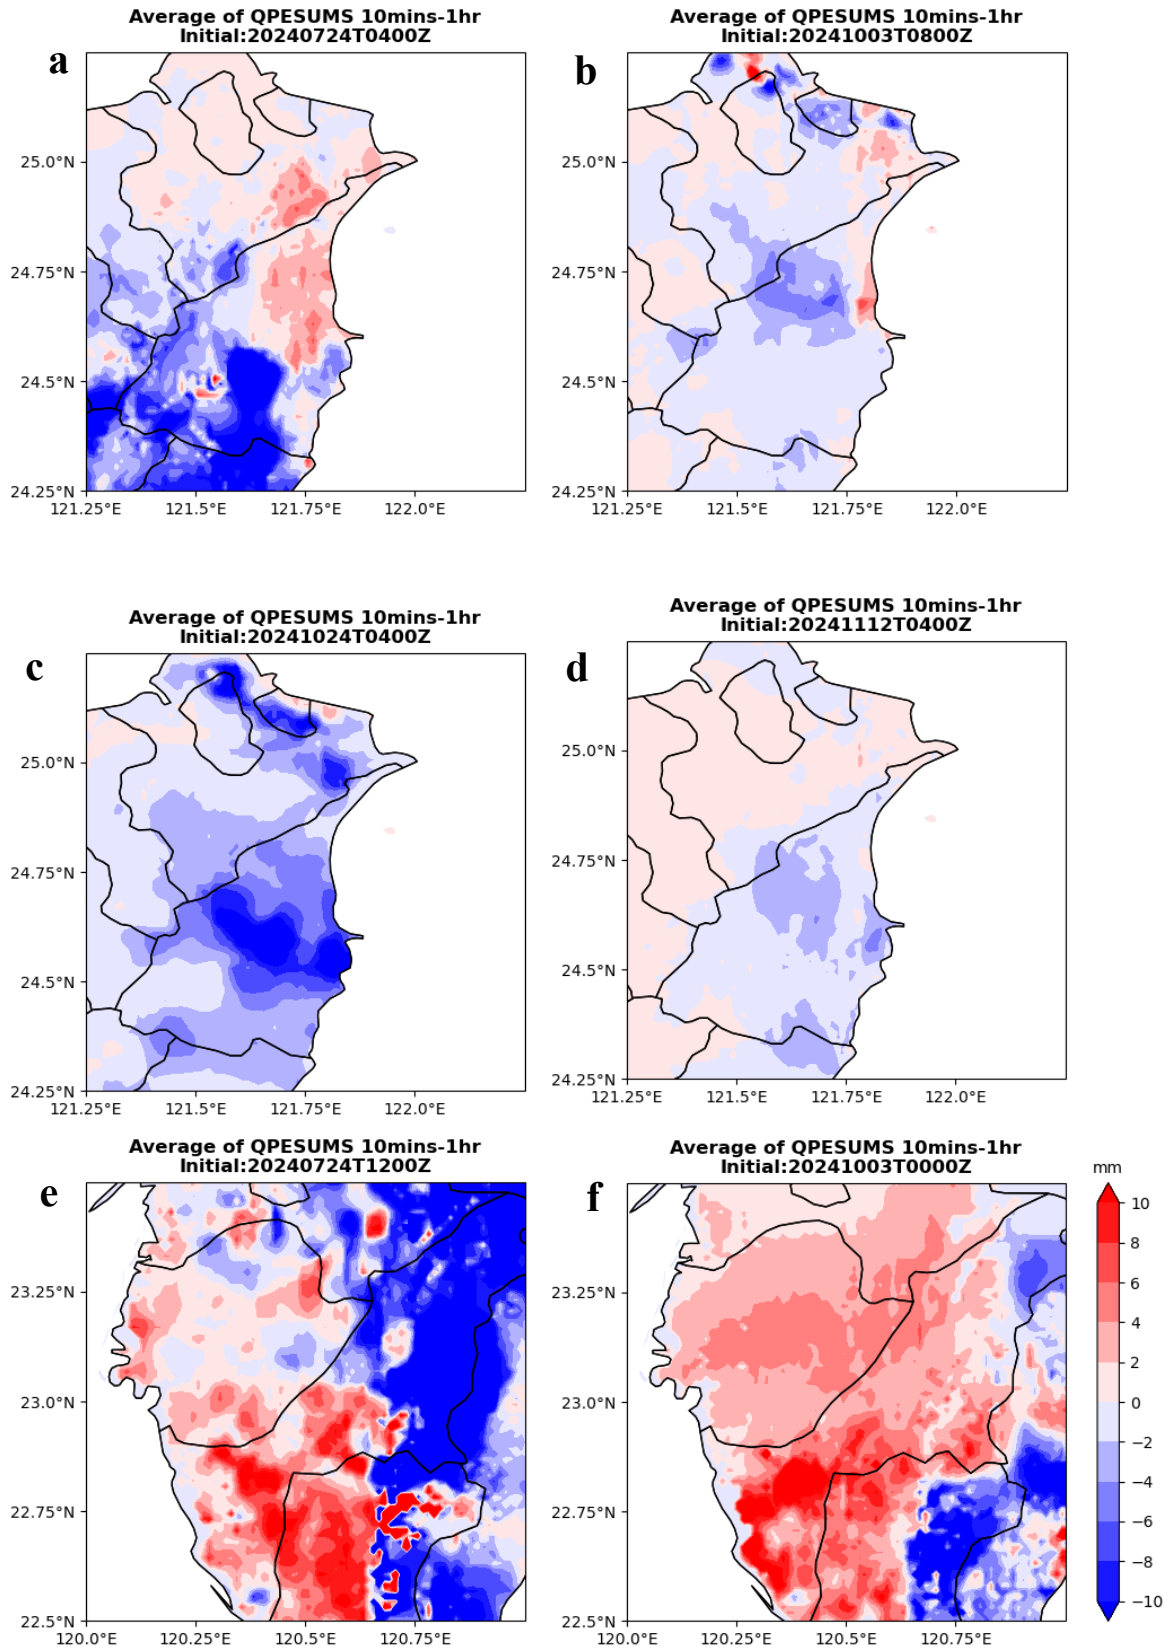 Average of QPESUMS 10mins-1hr
Initial:20240724T0400Z
a
25.0°N
24.75°N
24.5°N
24.25°N
121.25°E
121.5°E
121.75°E
122.0°E
Average of QPESUMS 10mins-1hr
Initial:20241003T0800Z
b
25.0°N
24.75°N
24.5°N
24.25°N
121.25°E
121.5°E
121.75°E
122.0°E
Average of QPESUMS 10mins-1hr
Initial:20241024T0400Z
c
25.0°N
24.75°N
24.5°N
24.25°N
121.25°E
121.5°E
121.75°E
122.0°E
Average of QPESUMS 10mins-1hr
Initial:20241112T0400Z
d
25.0°N
24.75°N
24.5°N
24.25°N
121.25°E
121.5°E
121.75°E
122.0°E
Average of QPESUMS 10mins-1hr
Initial:20240724T1200Z
e
23.25°N
23.0°N
22.75°N
22.5°N
120.0°E
120.25°E
120.5°E
120.75°E
Average of QPESUMS 10mins-1hr
Initial:20241003T0000Z
f
23.25°N
23.0°N
22.75°N
22.5°N
120.0°E
120.25°E
120.5°E
120.75°E
mm
10
8
6
4
2
0
−2
−4
−6
−8
−10